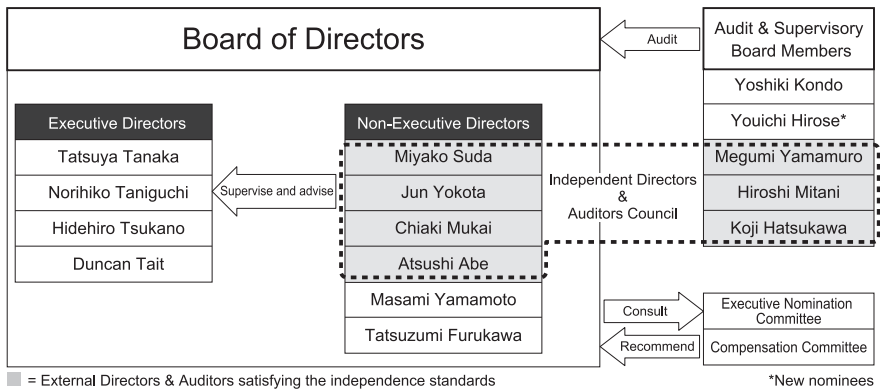 Board of Directors
Audit
Audit & Supervisory
Board Members
Yoshiki Kondo
Youichi Hirose*
Megumi Yamamuro
Hiroshi Mitani
Koji Hatsukawa
Executive Directors
Tatsuya Tanaka
Norihiko Taniguchi
Hidehiro Tsukano
Duncan Tait
Supervise and advise
Non-Executive Directors
Miyako Suda
Jun Yokota
Chiaki Mukai
Atsushi Abe
Masami Yamamoto
Tatsuzumi Furukawa
Independent Directors
&
Auditors Council
Consult
Recommend
Executive Nomination
Committee
Compensation Committee
= External Directors & Auditors satisfying the independence standards
*New nominees